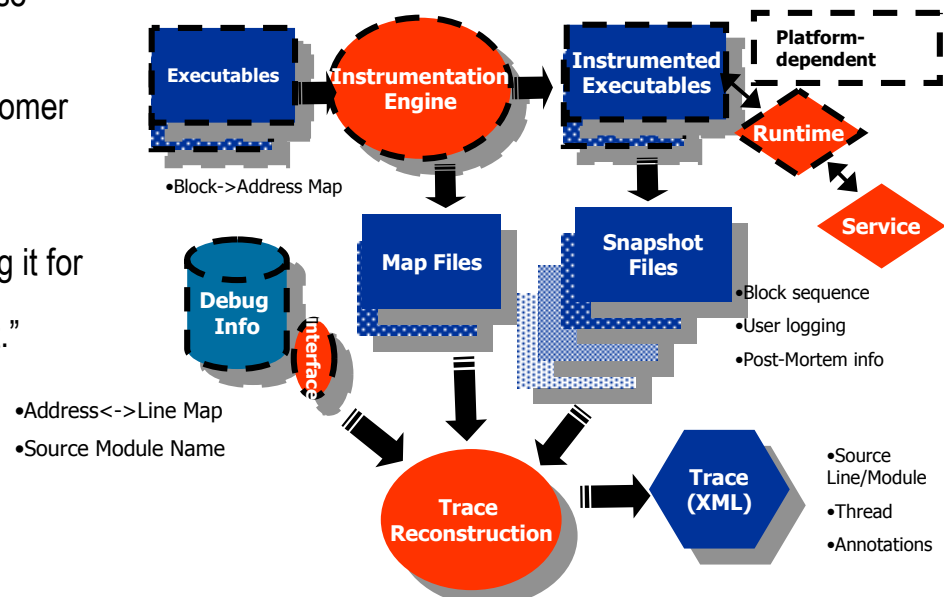 Executables
Instrumentation
Engine
Instrumented
Executables
Platform-
dependent
omer
Runtime
•Block->Address Map
Service
g it for
.”
Map Files
Snapshot
Files
Debug
Info
Interface
•Block sequence
•User logging
•Post-Mortem info
•Address<->Line Map
•Source Module Name
Trace
Reconstruction
Trace
(XML)
•Source
Line/Module
•Thread
•Annotations